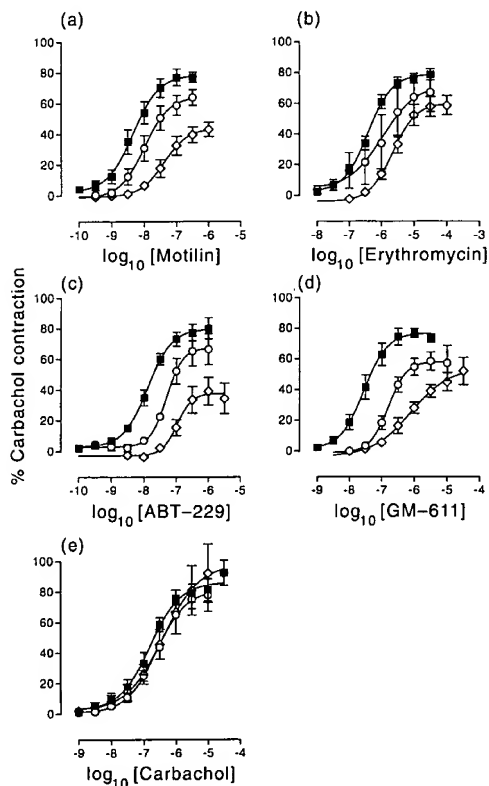 (a)
(b)
100
80
60
40
20
0
-10 -9 -8 -7 -6 -5
log10 [Motilin]
100
80
60
40
20
0
-8 -7 -6 -5 -4 -3
log10 [Erythromycin]
(c)
(d)
% Carbachol contraction
100
80
60
40
20
0
-10 -9 -8 -7 -6 -5
log10 [ABT-229]
100
80
60
40
20
0
-9 -8 -7 -6 -5 -4
log10 [GM-611]
(e)
100
80
60
40
20
0
-9 -8 -7 -6 -5 -4
log10 [Carbachol]